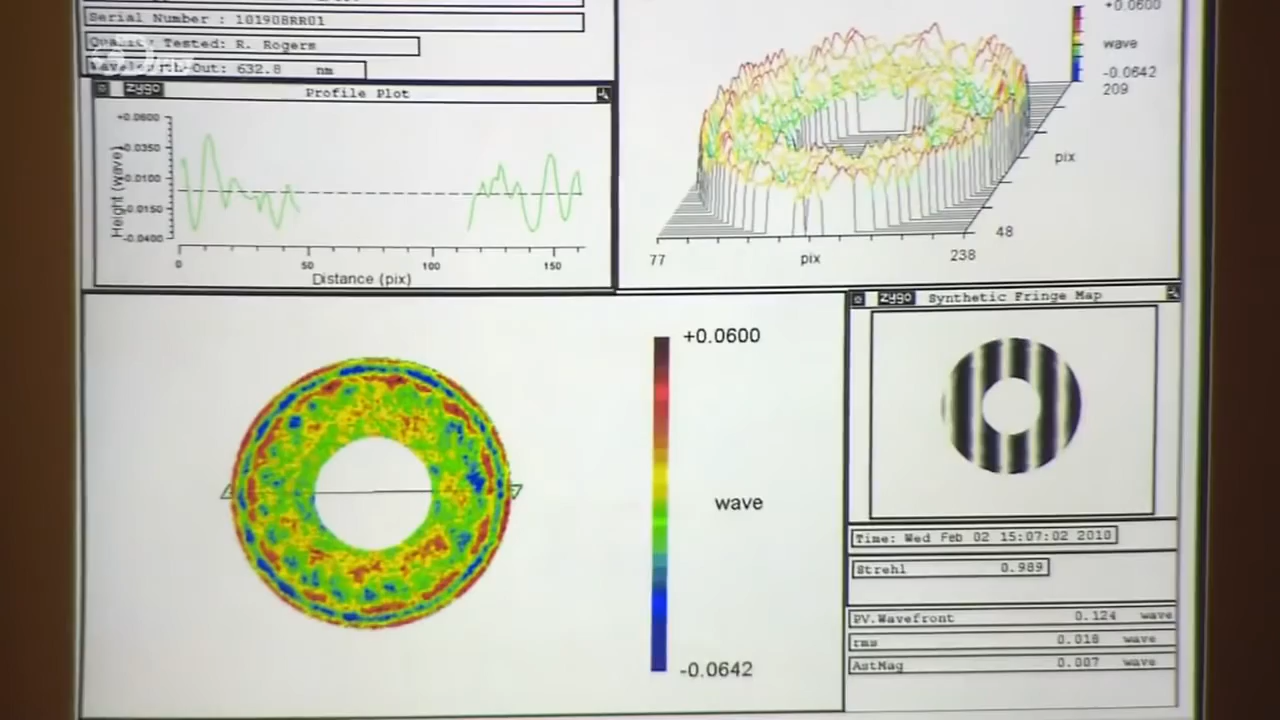 Serial Number : 101908RR01
Quality Tested: R. Rogers
Wavelength-Out: 632.8 nm
zygo Profile Plot
+0.0600
+0.0350
+0.0100
-0.0150
-0.0400
Height (wave)
0 50 100 150
Distance (pix)
+0.0600
wave
-0.0642
209
pix
48
77 pix 238
+0.0600
wave
-0.0642
zygo Synthetic Fringe Map
Time: Wed Feb 02 15:07:02 2010
Strehl 0.989
PV.Wavefront 0.124 wave
rms 0.018 wave
AstMag 0.007 wave